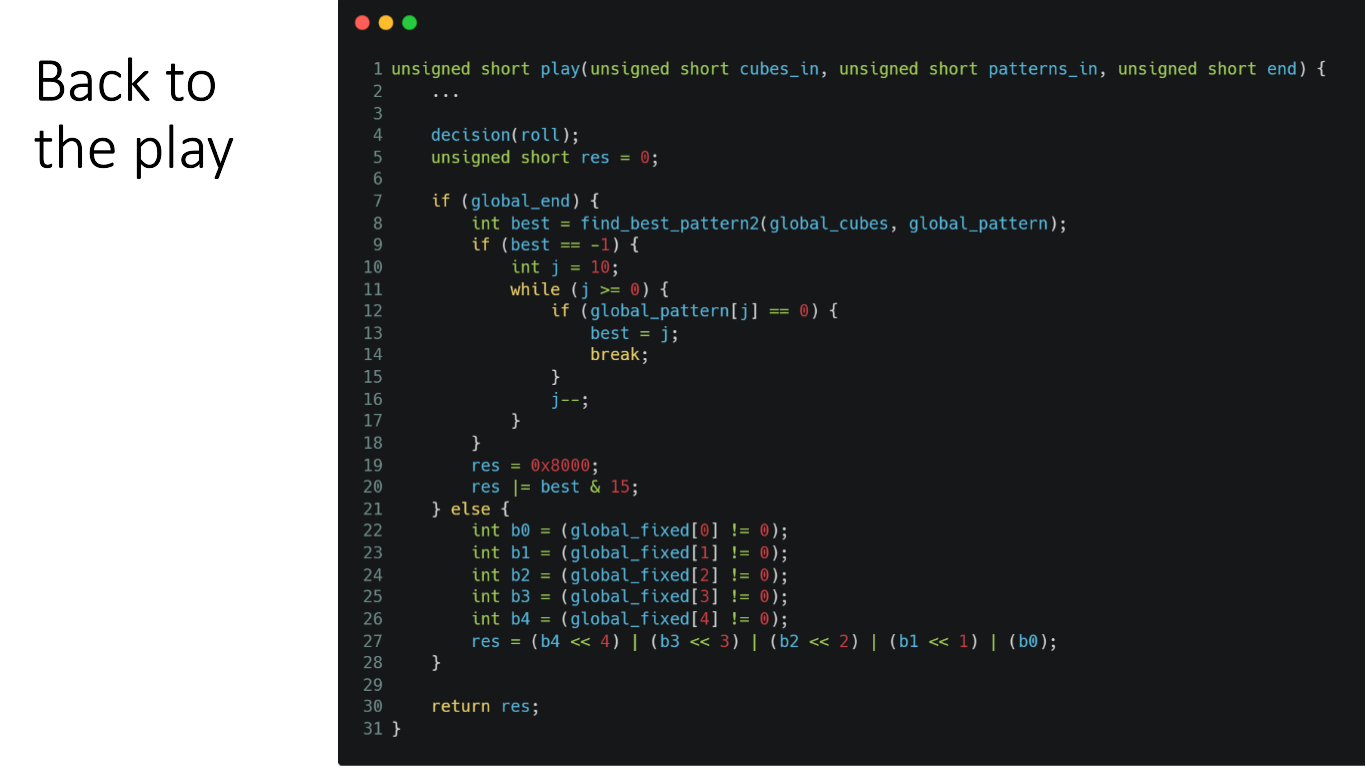 Back to
the play
1 unsigned short play(unsigned short cubes_in, unsigned short patterns_in, unsigned short end) {
2     ...
3
4     decision(roll);
5     unsigned short res = 0;
6
7     if (global_end) {
8         int best = find_best_pattern2(global_cubes, global_pattern);
9         if (best == -1) {
10             int j = 10;
11             while (j >= 0) {
12                 if (global_pattern[j] == 0) {
13                     best = j;
14                     break;
15                 }
16                 j--;
17             }
18         }
19         res = 0x8000;
20         res |= best & 15;
21     } else {
22         int b0 = (global_fixed[0] != 0);
23         int b1 = (global_fixed[1] != 0);
24         int b2 = (global_fixed[2] != 0);
25         int b3 = (global_fixed[3] != 0);
26         int b4 = (global_fixed[4] != 0);
27         res = (b4 << 4) | (b3 << 3) | (b2 << 2) | (b1 << 1) | (b0);
28     }
29
30     return res;
31 }